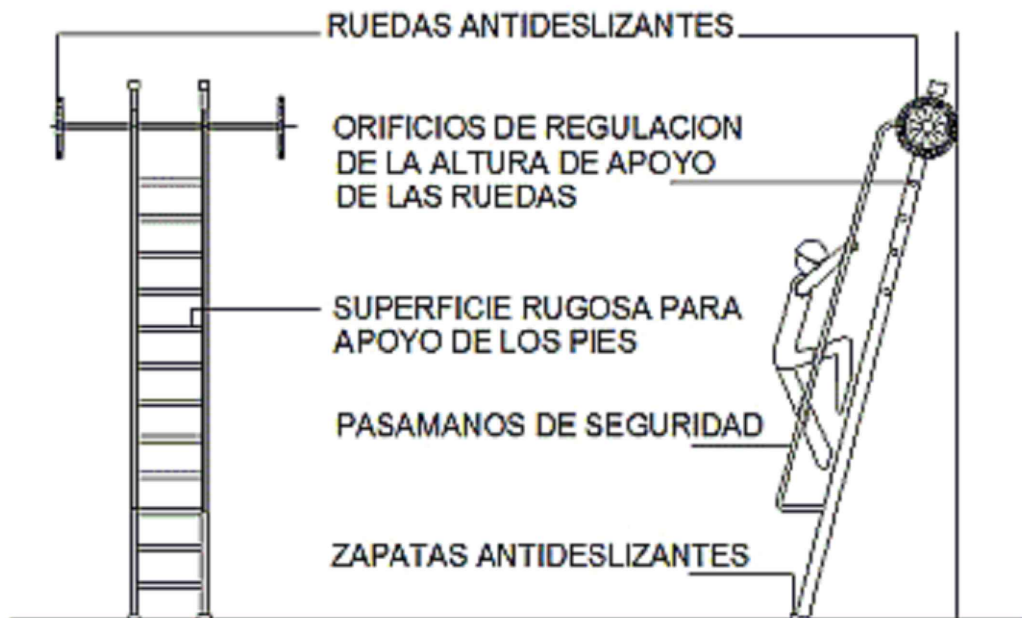 RUEDAS ANTIDESLIZANTES
ORIFICIOS DE REGULACION
DE LA ALTURA DE APOYO
DE LAS RUEDAS
SUPERFICIE RUGOSA PARA
APOYO DE LOS PIES
PASAMANOS DE SEGURIDAD
ZAPATAS ANTIDESLIZANTES